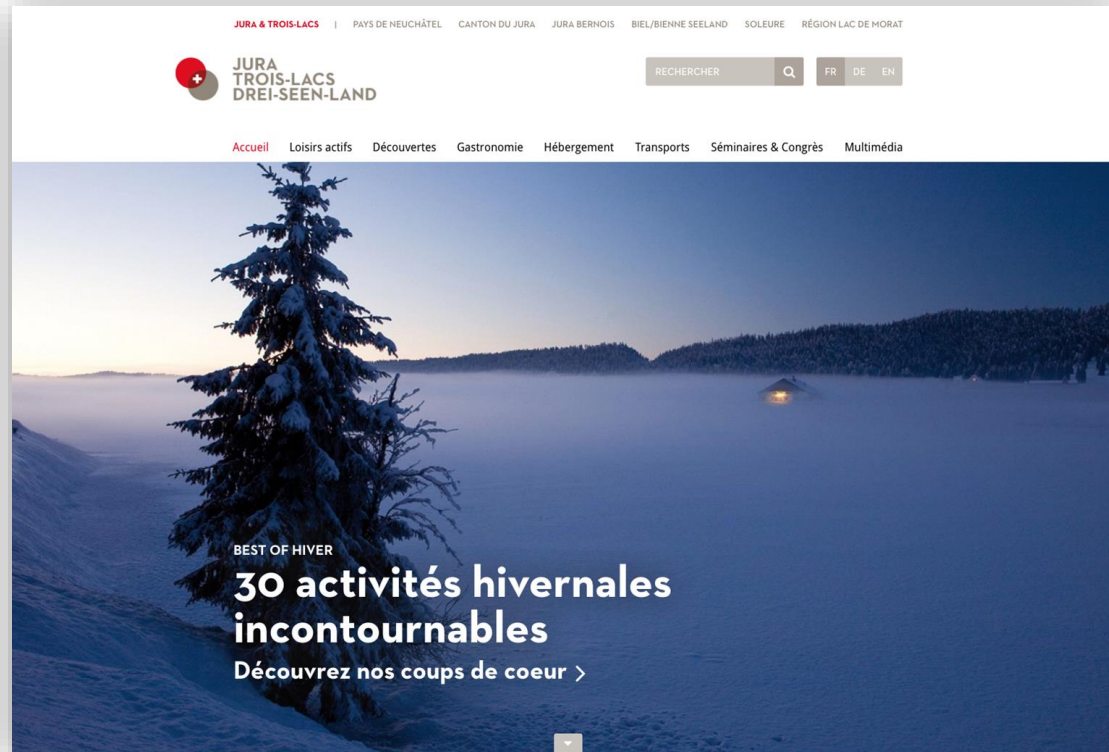 JURA & TROIS-LACS | PAYS DE NEUCHÂTEL CANTON DU JURA JURA BERNOIS BIEL/BIENNE SEELAND SOLEURE RÉGION LAC DE MORAT
JURA
TROIS-LACS
DREI-SEEN-LAND
RECHERCHER FR DE EN
Accueil Loisirs actifs Découvertes Gastronomie Hébergement Transports Séminaires & Congrès Multimédia
BEST OF HIVER
30 activités hivernales
incontournables
Découvrez nos coups de coeur >